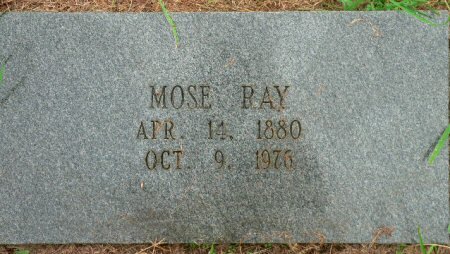 MOSE RAY
APR. 14, 1880
OCT. 9, 1976